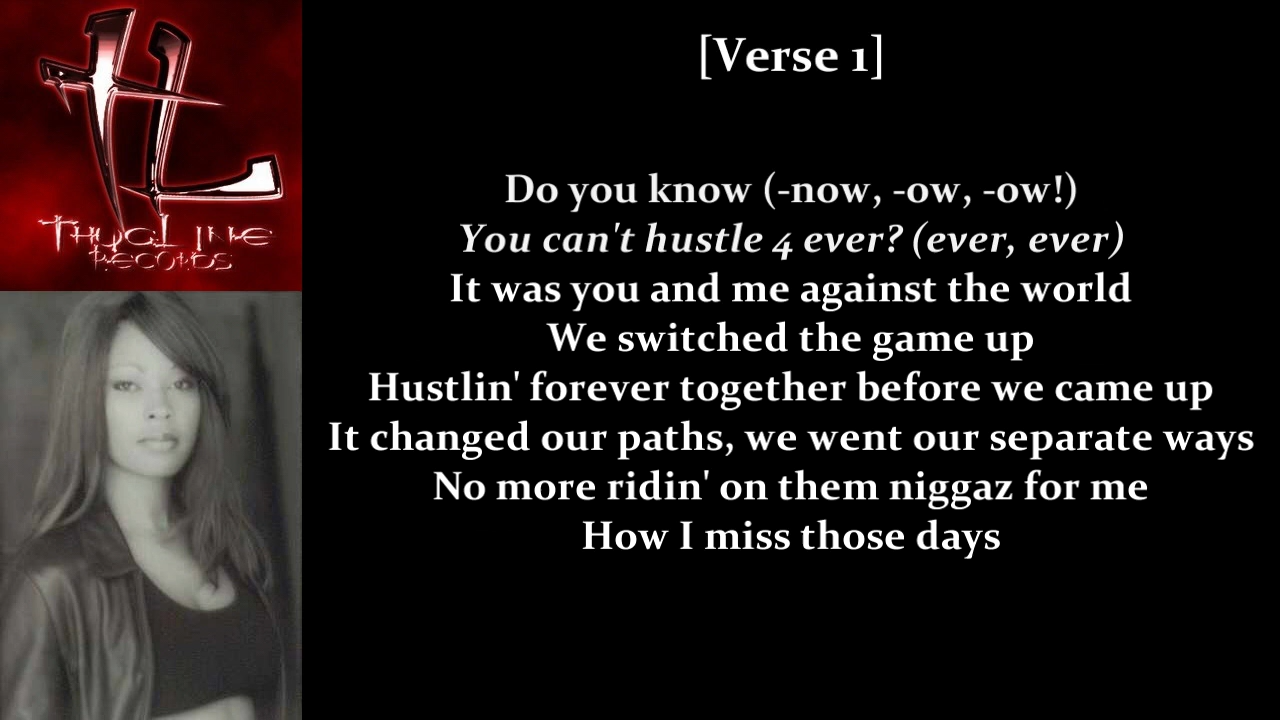 TL
THUGLINE
RECORDS
[Verse 1]
Do you know (-now, -ow, -ow!)
You can't hustle 4 ever? (ever, ever)
It was you and me against the world
We switched the game up
Hustlin' forever together before we came up
It changed our paths, we went our separate ways
No more ridin' on them niggaz for me
How I miss those days